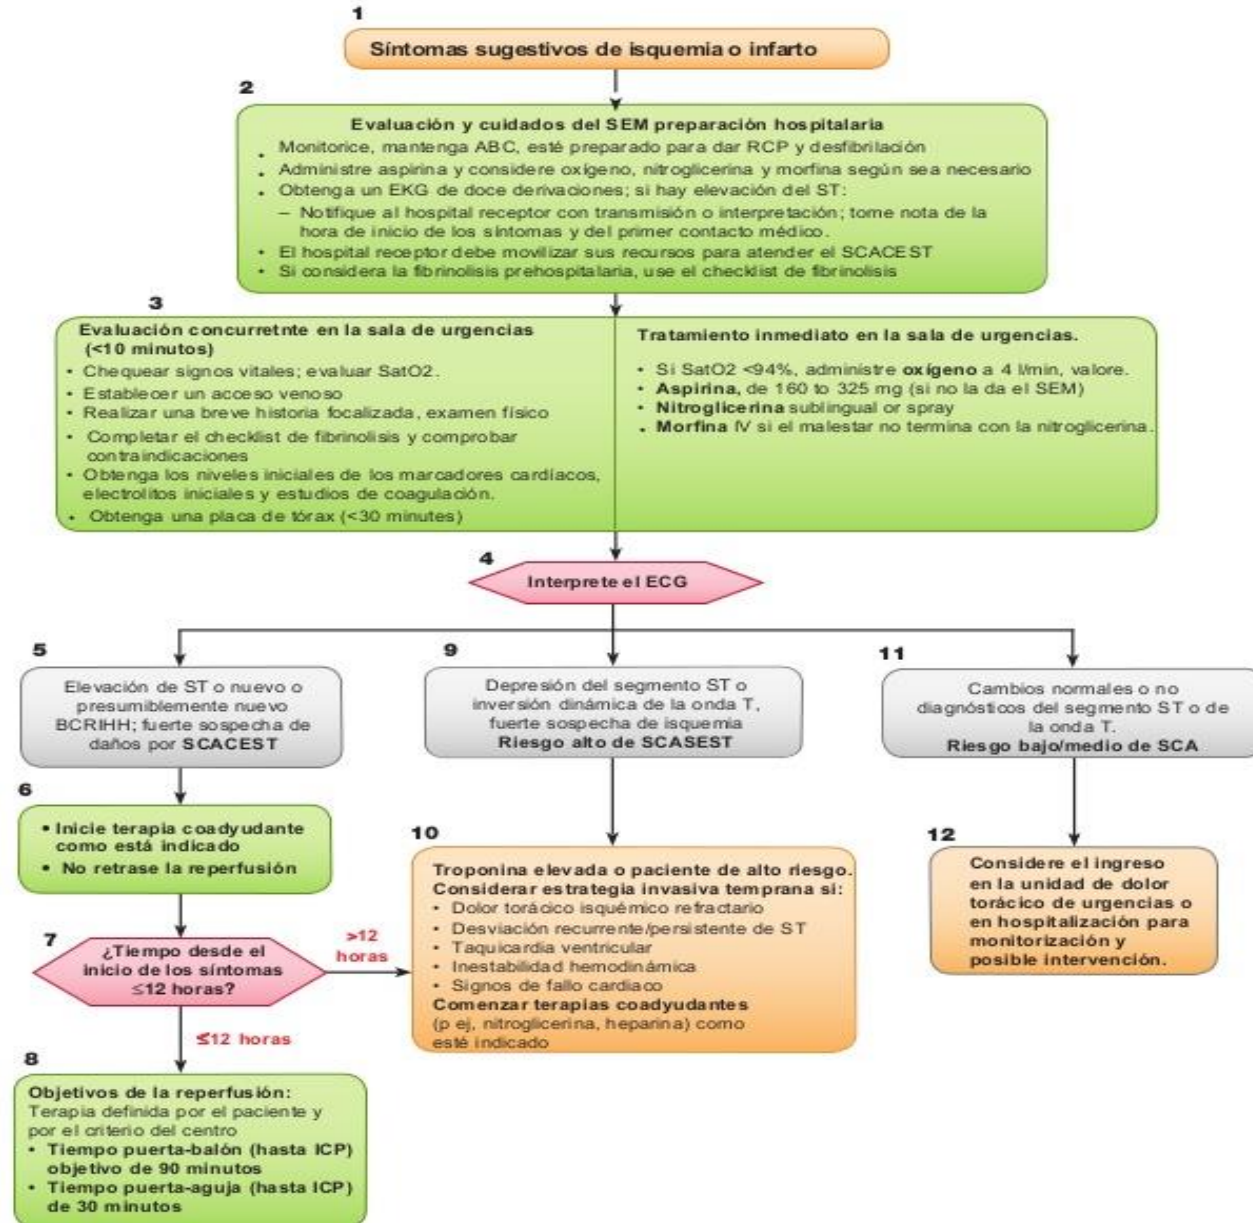 1
Síntomas sugestivos de isquemia o infarto
2
Evaluación y cuidados del SEM preparación hospitalaria
• Monitorice, mantenga ABC, esté preparado para dar RCP y desfibrilación
• Administre aspirina y considere oxígeno, nitroglicerina y morfina según sea necesario
• Obtenga un EKG de doce derivaciones; si hay elevación del ST:
– Notifique al hospital receptor con transmisión o interpretación; tome nota de la
hora de inicio de los síntomas y del primer contacto médico.
• El hospital receptor debe movilizar sus recursos para atender el SCACEST
• Si considera la fibrinolisis prehospitalaria, use el checklist de fibrinolisis
3
Evaluación concurretnte en la sala de urgencias
(<10 minutos)
• Chequear signos vitales; evaluar SatO2.
• Establecer un acceso venoso
• Realizar una breve historia focalizada, examen físico
• Completar el checklist de fibrinolisis y comprobar
contraindicaciones
• Obtenga los niveles iniciales de los marcadores cardíacos,
electrolitos iniciales y estudios de coagulación.
• Obtenga una placa de tórax (<30 minutes)
Tratamiento inmediato en la sala de urgencias.
• Si SatO2 <94%, administre oxígeno a 4 l/min, valore.
• Aspirina, de 160 to 325 mg (si no la da el SEM)
• Nitroglicerina sublingual or spray
• Morfina IV si el malestar no termina con la nitroglicerina.
4
Interprete el ECG
5
Elevación de ST o nuevo o
presumiblemente nuevo
BCRIHH; fuerte sospecha de
daños por SCACEST
6
• Inicie terapia coadyudante
como está indicado
• No retrase la reperfusión
7
¿Tiempo desde el
inicio de los síntomas
≤12 horas?
>12
horas
≤12 horas
8
Objetivos de la reperfusión:
Terapia definida por el paciente y
por el criterio del centro
• Tiempo puerta-balón (hasta ICP)
objetivo de 90 minutos
• Tiempo puerta-aguja (hasta ICP)
de 30 minutos
9
Depresión del segmento ST o
inversión dinámica de la onda T,
fuerte sospecha de isquemia
Riesgo alto de SCASEST
10
Troponina elevada o paciente de alto riesgo.
Considerar estrategia invasiva temprana si:
• Dolor torácico isquémico refractario
• Desviación recurrente/persistente de ST
• Taquicardia ventricular
• Inestabilidad hemodinámica
• Signos de fallo cardiaco
Comenzar terapias coadyudantes
(p ej, nitroglicerina, heparina) como
esté indicado
11
Cambios normales o no
diagnósticos del segmento ST o de
la onda T.
Riesgo bajo/medio de SCA
12
Considere el ingreso
en la unidad de dolor
torácico de urgencias o
en hospitalización para
monitorización y
posible intervención.